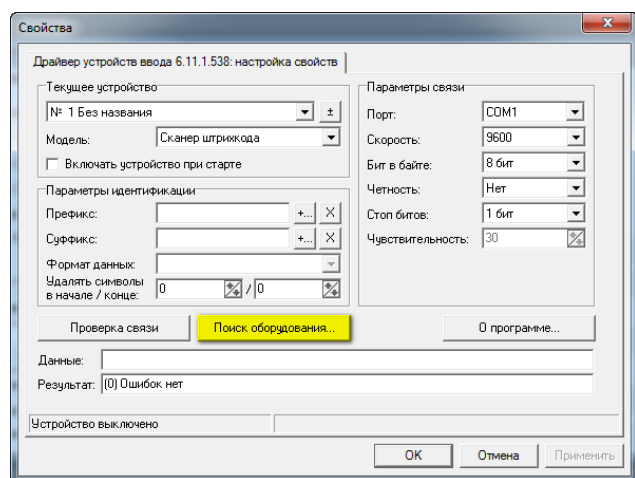 Свойства
Драйвер устройств ввода 6.11.1.538: настройка свойств
Текущее устройство
№ 1 Без названия
±
Модель:
Сканер штрихкода
Включать устройство при старте
Параметры идентификации
Префикс:
+...
X
Суффикс:
+...
X
Формат данных:
Удалять символы
в начале / конце:
0
/
0
Параметры связи
Порт:
COM1
Скорость:
9600
Бит в байте:
8 бит
Четность:
Нет
Стоп битов:
1 бит
Чувствительность:
30
Проверка связи
Поиск оборудования...
О программе...
Данные:
Результат:
(0) Ошибок нет
Устройство выключено
OK
Отмена
Применить